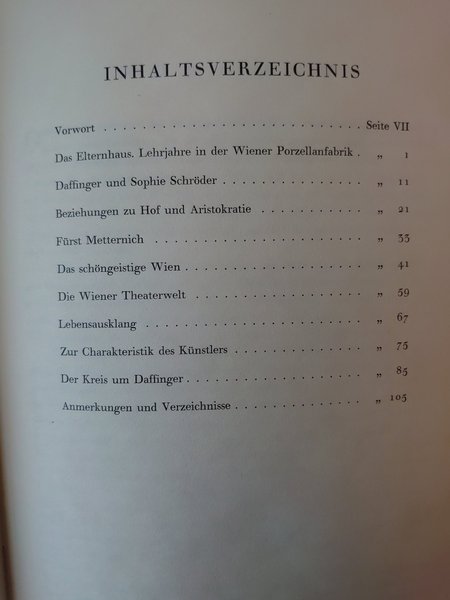 INHALTSVERZEICHNIS
Vorwort . . . . . . . . . . . . . . . . . . . . . . . . . . . . Seite VII
Das Elternhaus. Lehrjahre in der Wiener Porzellanfabrik . „ 1
Daffinger und Sophie Schröder . . . . . . . . . . . . . . . „ 11
Beziehungen zu Hof und Aristokratie . . . . . . . . . . . „ 21
Fürst Metternich . . . . . . . . . . . . . . . . . . . . . . „ 33
Das schöngeistige Wien . . . . . . . . . . . . . . . . . . . „ 41
Die Wiener Theaterwelt . . . . . . . . . . . . . . . . . . „ 59
Lebensausklang . . . . . . . . . . . . . . . . . . . . . . . „ 67
Zur Charakteristik des Künstlers . . . . . . . . . . . . . . „ 75
Der Kreis um Daffinger . . . . . . . . . . . . . . . . . . . „ 85
Anmerkungen und Verzeichnisse . . . . . . . . . . . . . . „ 105